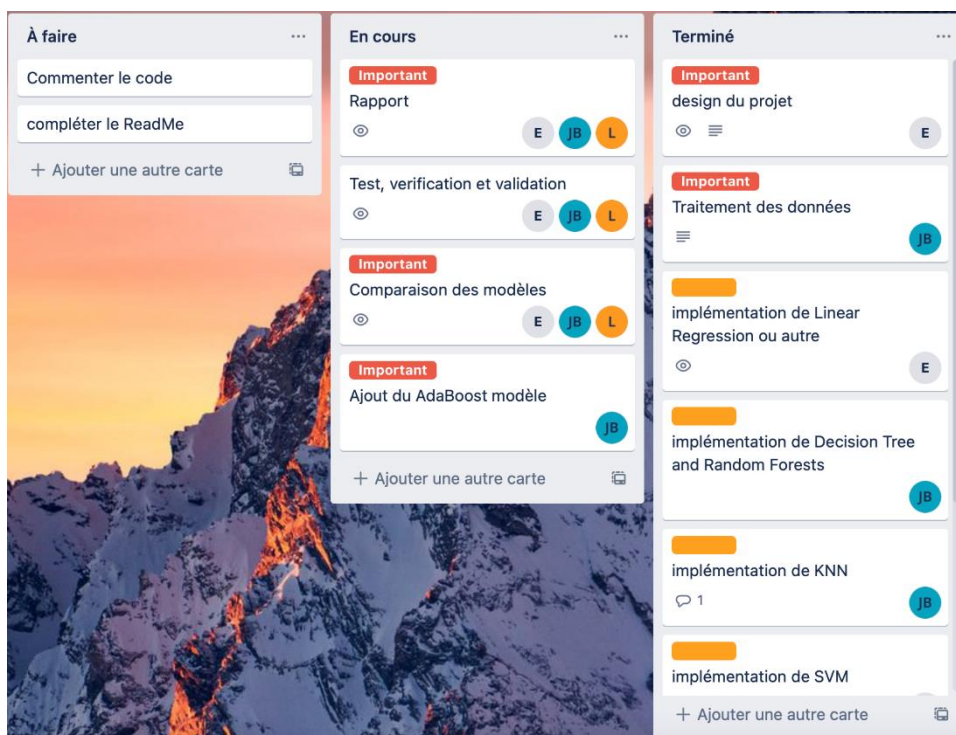 À faire
Commenter le code
compléter le ReadMe
+ Ajouter une autre carte
En cours
Important
Rapport
E JB L
Test, verification et validation
E JB L
Important
Comparaison des modèles
E JB L
Important
Ajout du AdaBoost modèle
JB
+ Ajouter une autre carte
Terminé
Important
design du projet
E
Important
Traitement des données
JB
implémentation de Linear
Regression ou autre
E
implémentation de Decision Tree
and Random Forests
JB
implémentation de KNN
1 JB
implémentation de SVM
+ Ajouter une autre carte